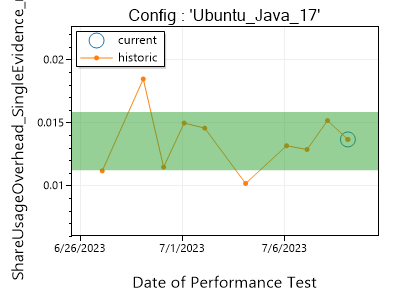 Config : 'Ubuntu_Java_17'
current
historic
ShareUsageOverhead_SingleEvidence_
0.02
0.015
0.01
6/26/2023
7/1/2023
7/6/2023
Date of Performance Test